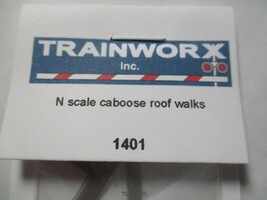 TRAINWORX
Inc.
N scale caboose roof walks
1401